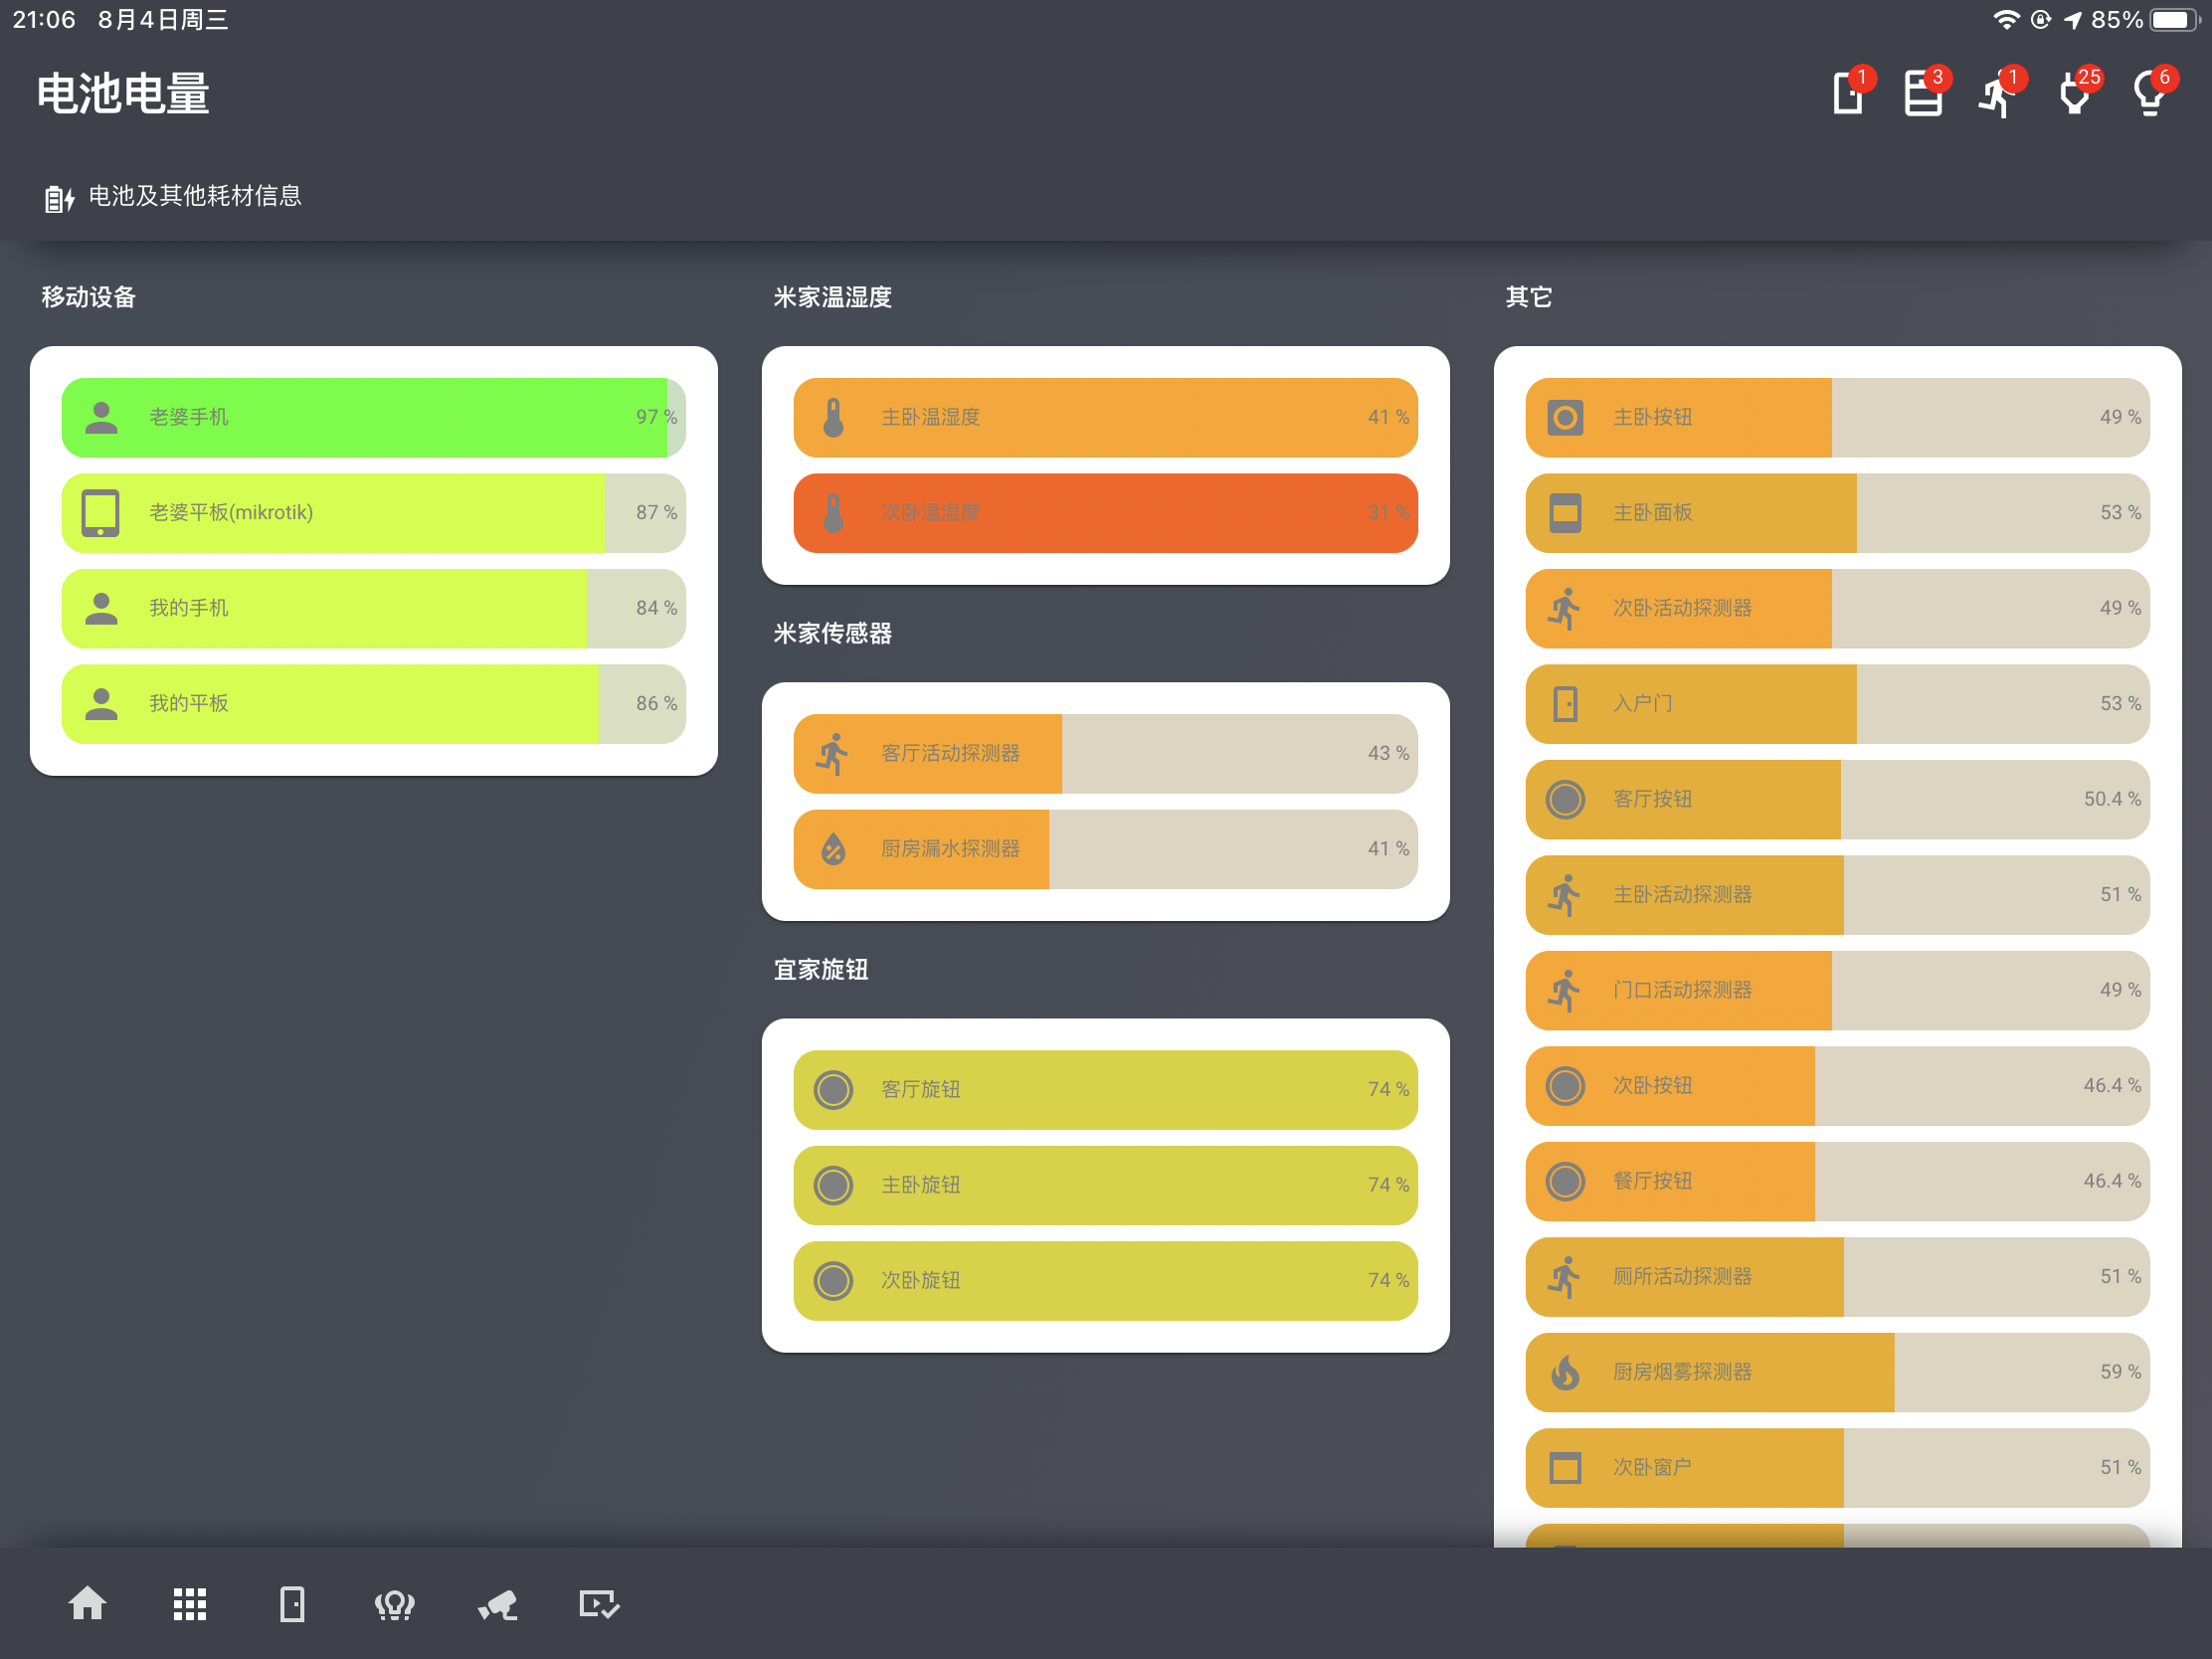 21:06 8月4日周三
85%
电池电量
1 3 1 25 6
电池及其他耗材信息
移动设备
老婆手机 97 %
老婆平板(mikrotik) 87 %
我的手机 84 %
我的平板 86 %
米家温湿度
主卧温湿度 41 %
次卧温湿度 31 %
米家传感器
客厅活动探测器 43 %
厨房漏水探测器 41 %
宜家旋钮
客厅旋钮 74 %
主卧旋钮 74 %
次卧旋钮 74 %
其它
主卧按钮 49 %
主卧面板 53 %
次卧活动探测器 49 %
入户门 53 %
客厅按钮 50.4 %
主卧活动探测器 51 %
门口活动探测器 49 %
次卧按钮 46.4 %
餐厅按钮 46.4 %
厕所活动探测器 51 %
厨房烟雾探测器 59 %
次卧窗户 51 %